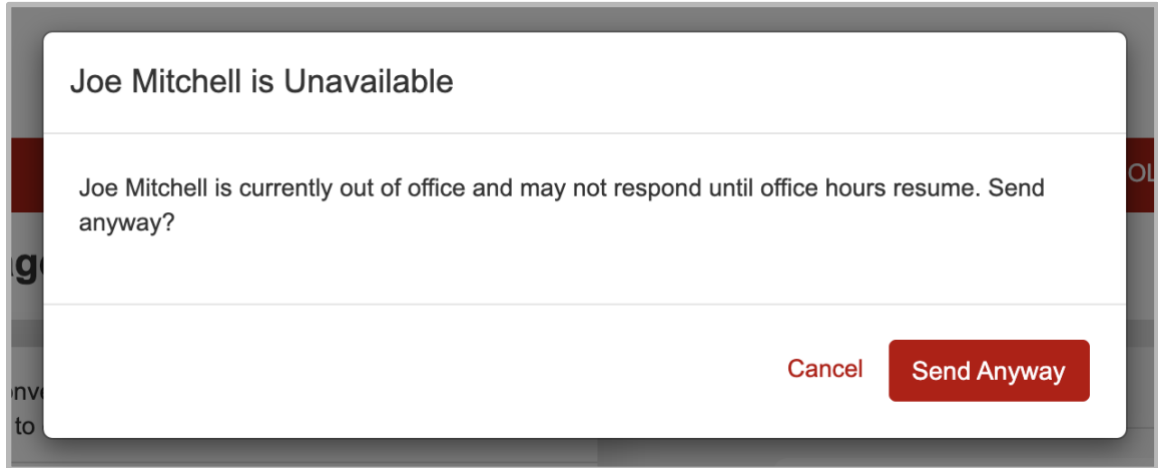 Joe Mitchell is Unavailable
Joe Mitchell is currently out of office and may not respond until office hours resume. Send
anyway?
to
Cancel
Send Anyway